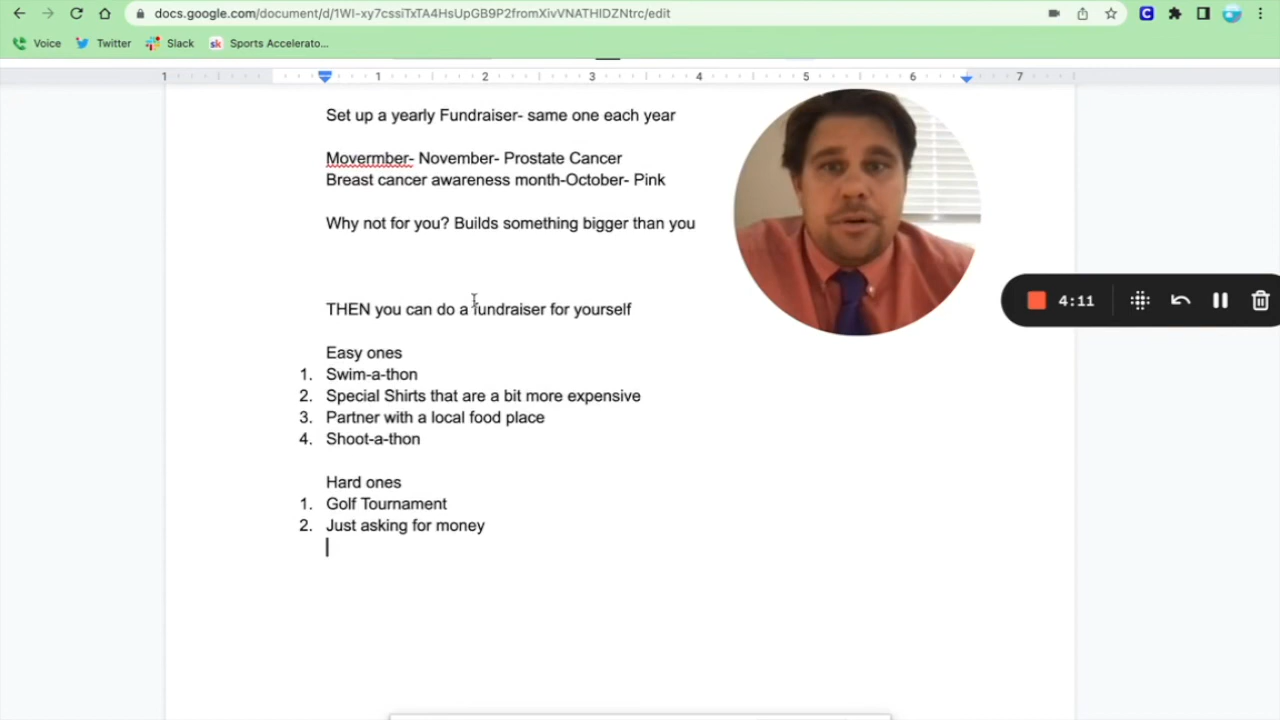 docs.google.com/document/d/1WI-xy7cssiTxTA4HsUpGB9P2fromXivVNATHIDZNtrc/edit
Voice Twitter Slack sk Sports Accelerato...
1 1 2 3 4 5 6 7
Set up a yearly Fundraiser- same one each year
Movermber- November- Prostate Cancer
Breast cancer awareness month-October- Pink
Why not for you? Builds something bigger than you
4:11
THEN you can do a fundraiser for yourself
Easy ones
1. Swim-a-thon
2. Special Shirts that are a bit more expensive
3. Partner with a local food place
4. Shoot-a-thon
Hard ones
1. Golf Tournament
2. Just asking for money